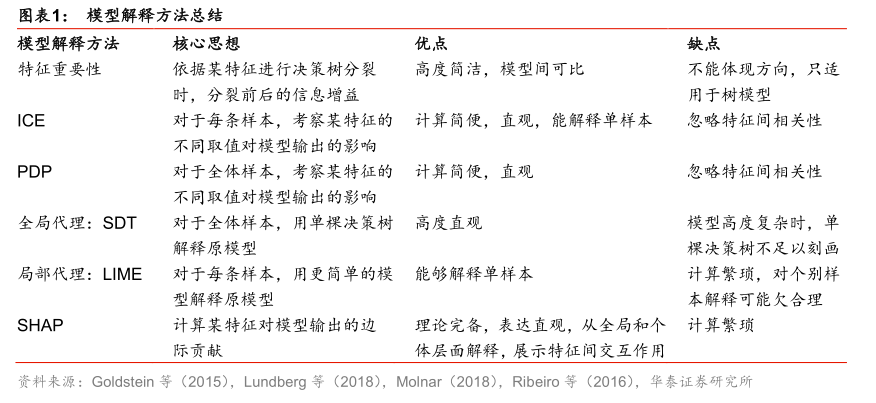 图表1： 模型解释方法总结
模型解释方法 核心思想 优点 缺点
特征重要性 依据某特征进行决策树分裂 高度简洁，模型间可比 不能体现方向，只适
时，分裂前后的信息增益 用于树模型
ICE 对于每条样本，考察某特征的 计算简便，直观，能解释单样本 忽略特征间相关性
不同取值对模型输出的影响
PDP 对于全体样本，考察某特征的 计算简便，直观 忽略特征间相关性
不同取值对模型输出的影响
全局代理：SDT 对于全体样本，用单棵决策树 高度直观 模型高度复杂时，单
解释原模型 棵决策树不足以刻画
局部代理：LIME 对于每条样本，用更简单的模 能够解释单样本 计算繁琐，对个别样
型解释原模型 本解释可能欠合理
SHAP 计算某特征对模型输出的边 理论完备，表达直观，从全局和个 计算繁琐
际贡献 体层面解释，展示特征间交互作用
资料来源：Goldstein 等（2015），Lundberg 等（2018），Molnar（2018），Ribeiro 等（2016），华泰证券研究所